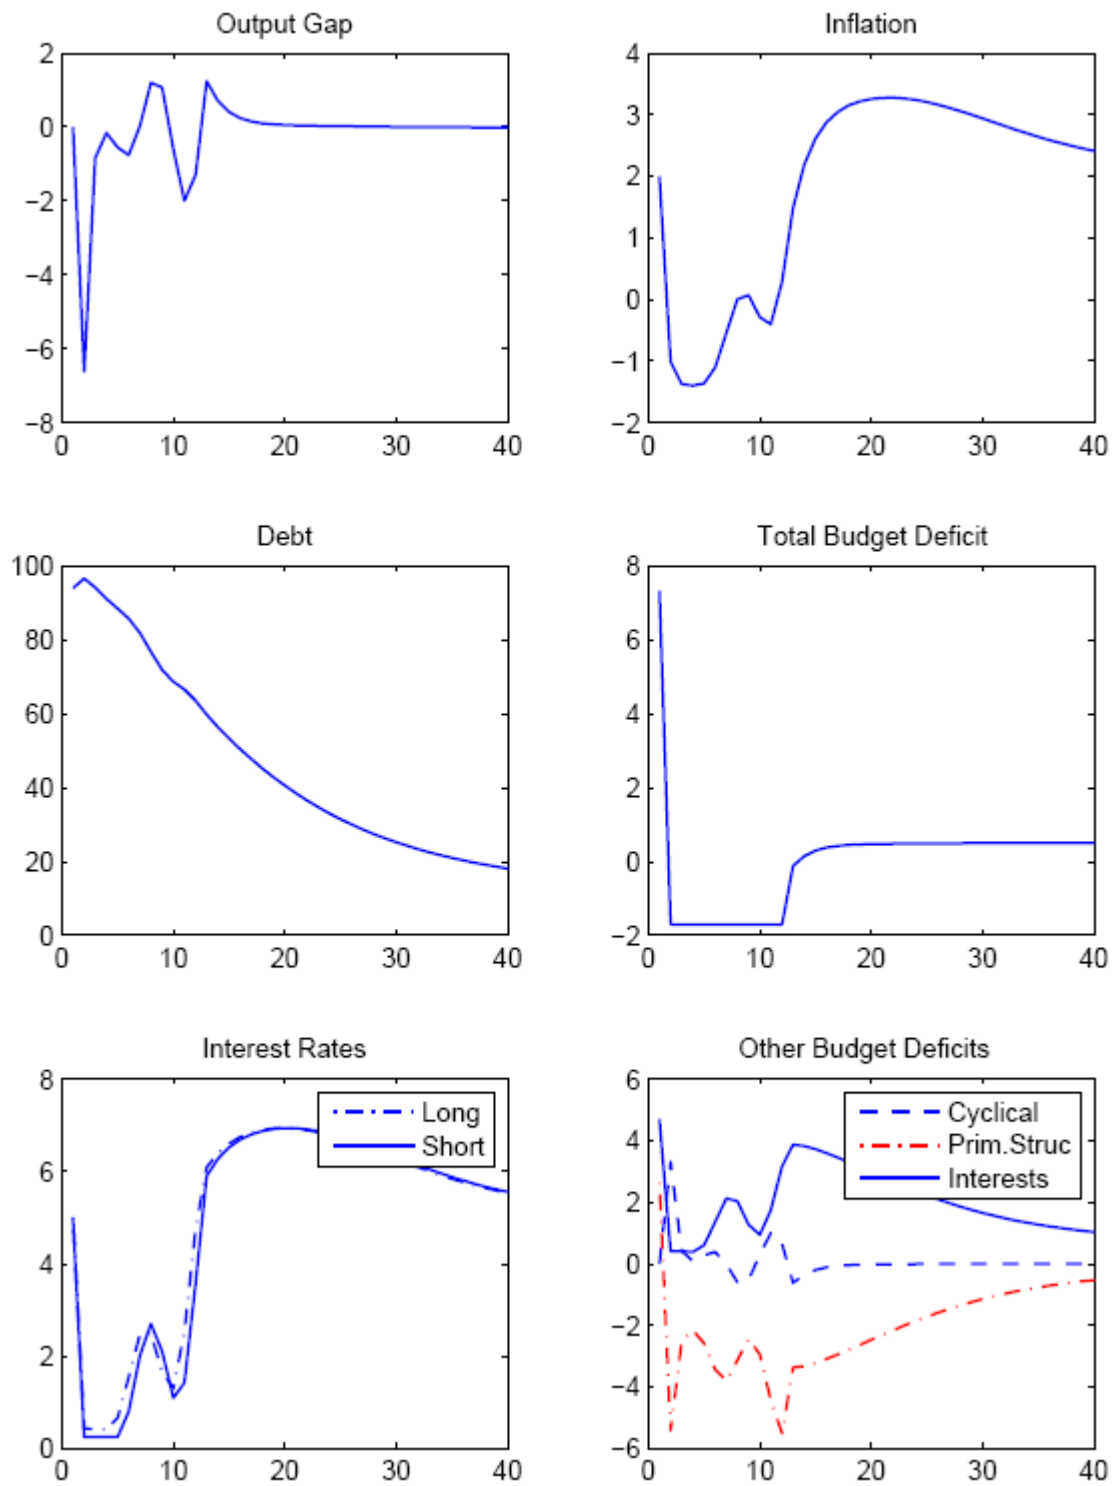 Output Gap
2
0
−2
−4
−6
−8
0 10 20 30 40
Inflation
4
3
2
1
0
−1
−2
0 10 20 30 40
Debt
100
80
60
40
20
0
0 10 20 30 40
Total Budget Deficit
8
6
4
2
0
−2
0 10 20 30 40
Interest Rates
8
6
4
2
0
0 10 20 30 40
Long
Short
Other Budget Deficits
6
4
2
0
−2
−4
−6
0 10 20 30 40
Cyclical
Prim.Struc
Interests